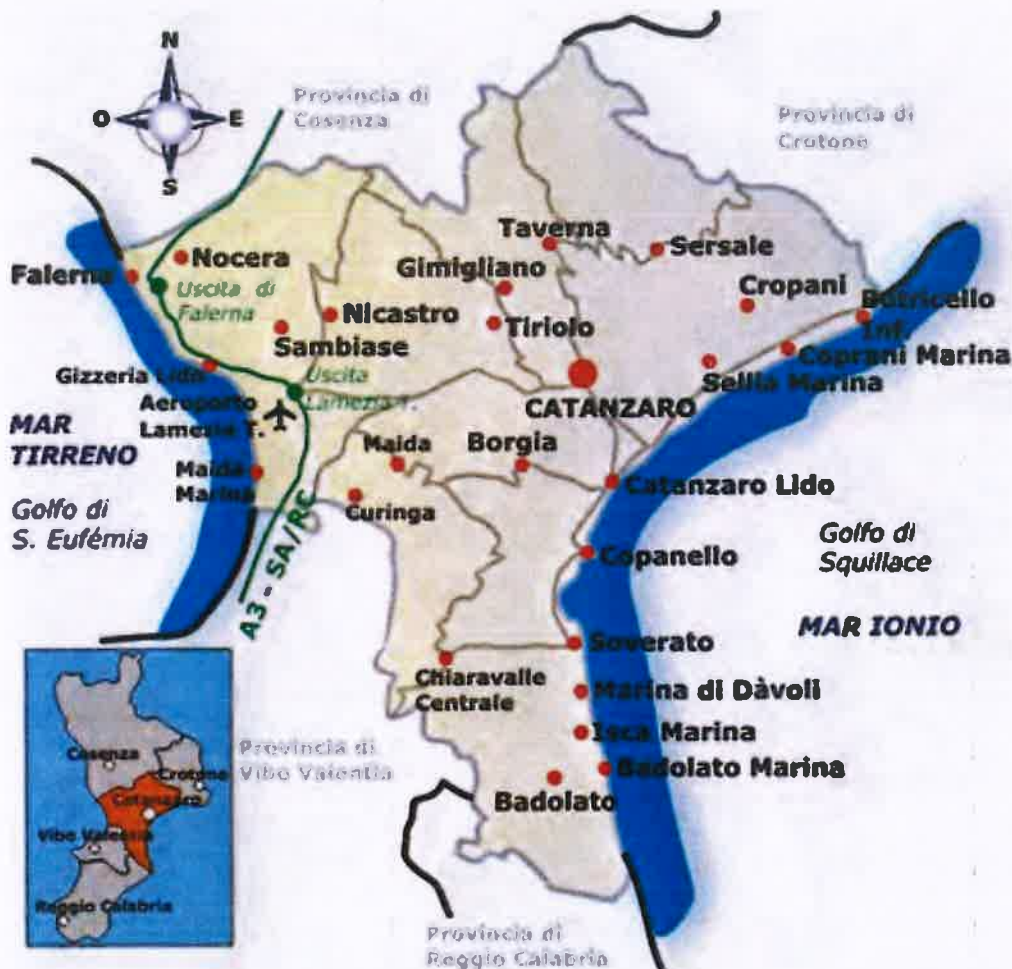 N
O
E
S
Provincia di
Cosenza
Provincia di
Crotone
Taverna
Sersale
Nocera
Falerna
Gimigliano
Uscita di
Falerna
Cropani
Botricello
Inf.
Nicastro
Tiriolo
Sambiase
Coprani Marina
Gizzeria Lido
Sellia Marina
Uscita
Lamezia T.
Aeroporto
Lamezia T.
CATANZARO
MAR
TIRRENO
Maida
Borgia
Maida
Marina
Catanzaro Lido
Curinga
Golfo di
S. Eufémia
Golfo di
Squillace
Copanello
A3 - SA/RC
MAR IONIO
Soverato
Chiaravalle
Centrale
Marina di Dàvoli
Isca Marina
Provincia di
Vibo Valentia
Badolato Marina
Badolato
Cosenza
Crotone
Catanzaro
Vibo Valentia
Reggio Calabria
Provincia di
Reggio Calabria